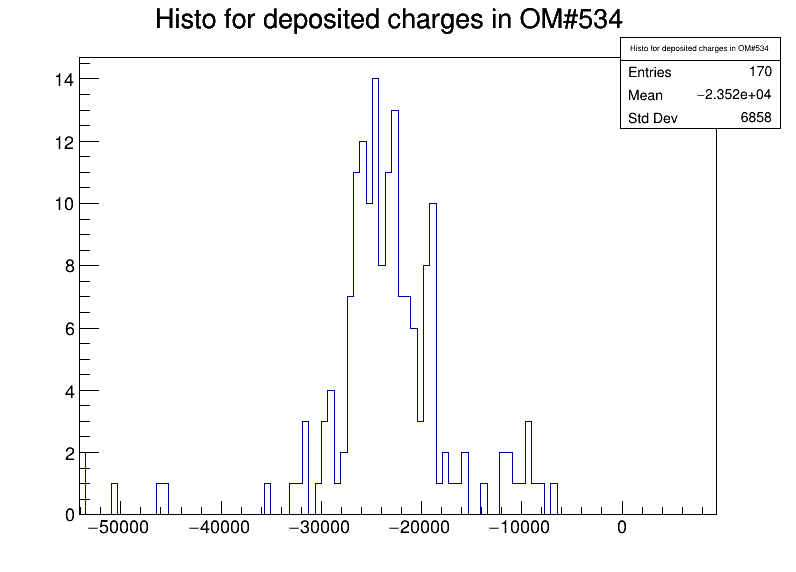 Histo for deposited charges in OM#534
Histo for deposited charges in OM#534
Entries 170
Mean −2.352e+04
Std Dev 6858
14
12
10
8
6
4
2
0
−50000 −40000 −30000 −20000 −10000 0